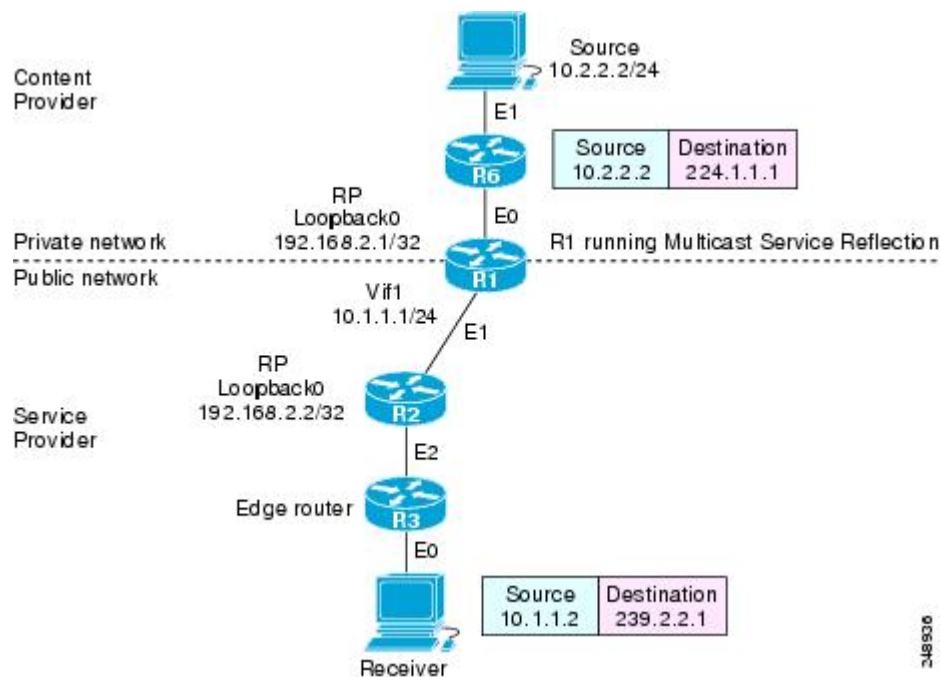 Source
10.2.2.2/24
Content
Provider
E1
R6
Source
10.2.2.2
Destination
224.1.1.1
E0
RP
Loopback0
192.168.2.1/32
Private network
R1
R1 running Multicast Service Reflection
Public network
Vif1
10.1.1.1/24
E1
RP
Loopback0
192.168.2.2/32
R2
Service
Provider
E2
Edge router
R3
E0
Source
10.1.1.2
Destination
239.2.2.1
Receiver
248936